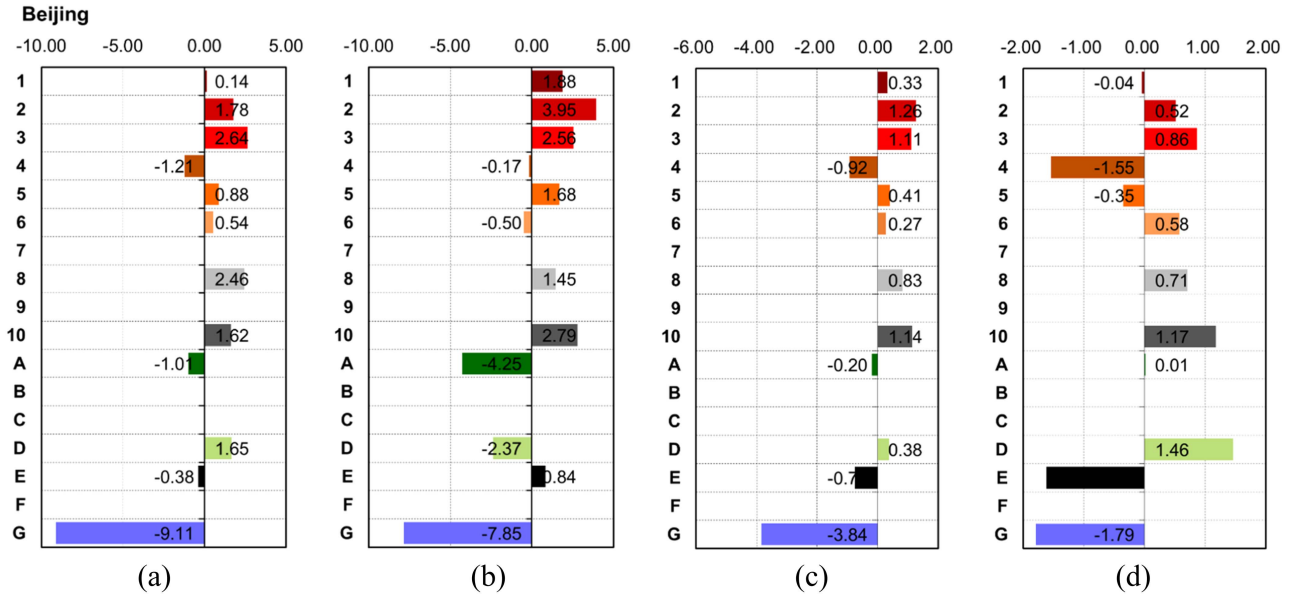 Beijing
-10.00 -5.00 0.00 5.00 -10.00 -5.00 0.00 5.00 -6.00 -4.00 -2.00 0.00 2.00 -2.00 -1.00 0.00 1.00 2.00
1 0.14 1 1.88 1 0.33 1 -0.04
2 1.78 2 3.95 2 1.26 2 0.52
3 2.64 3 2.56 3 1.11 3 0.86
4 -1.21 4 -0.17 4 -0.92 4 -1.55
5 0.88 5 1.68 5 0.41 5 -0.35
6 0.54 6 -0.50 6 0.27 6 0.58
7 7 7 7
8 2.46 8 1.45 8 0.83 8 0.71
9 9 9 9
10 1.62 10 2.79 10 1.14 10 1.17
A -1.01 A -4.25 A -0.20 A 0.01
B B B B
C C C C
D 1.65 D -2.37 D 0.38 D 1.46
E -0.38 E 0.84 E -0.7 E
F F F F
G -9.11 G -7.85 G -3.84 G -1.79
(a) (b) (c) (d)